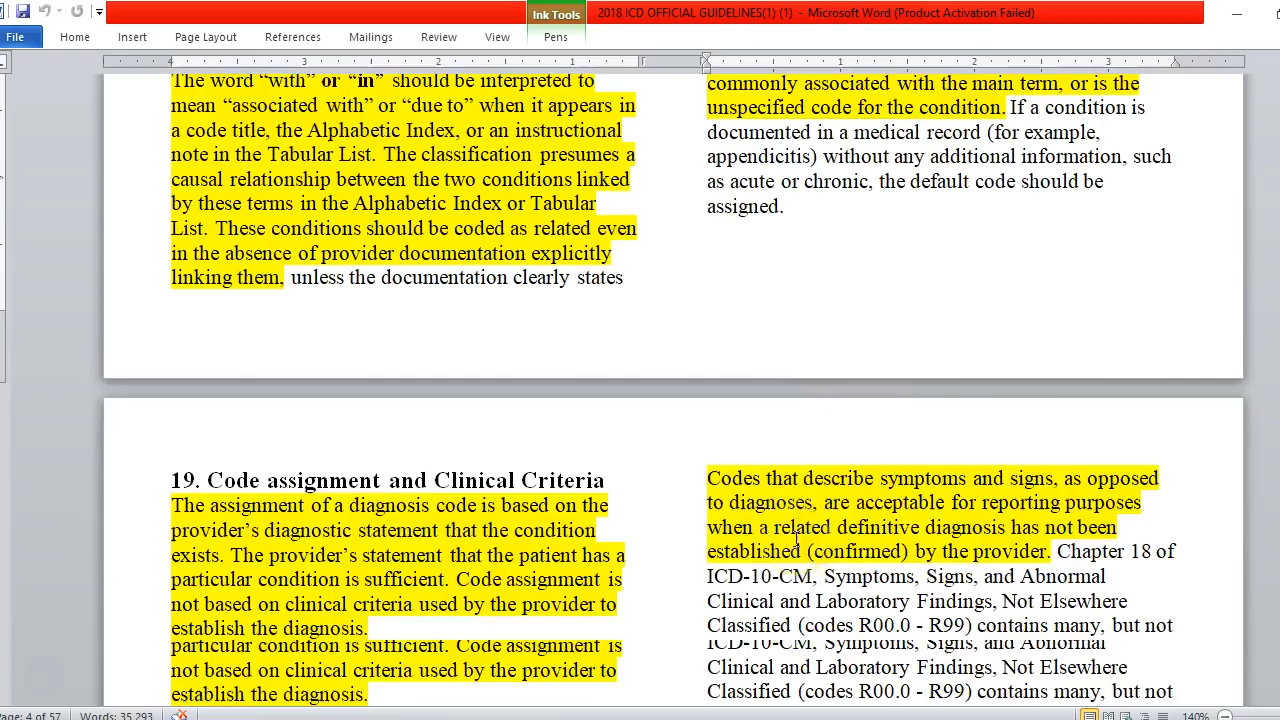 Ink Tools
2018 ICD OFFICIAL GUIDELINES(1) (1) - Microsoft Word (Product Activation Failed)
File Home Insert Page Layout References Mailings Review View Pens
4 3 2 1 1 2 3
The word “with” or “in” should be interpreted to
mean “associated with” or “due to” when it appears in
a code title, the Alphabetic Index, or an instructional
note in the Tabular List. The classification presumes a
causal relationship between the two conditions linked
by these terms in the Alphabetic Index or Tabular
List. These conditions should be coded as related even
in the absence of provider documentation explicitly
linking them, unless the documentation clearly states
commonly associated with the main term, or is the
unspecified code for the condition. If a condition is
documented in a medical record (for example,
appendicitis) without any additional information, such
as acute or chronic, the default code should be
assigned.
19. Code assignment and Clinical Criteria
The assignment of a diagnosis code is based on the
provider’s diagnostic statement that the condition
exists. The provider’s statement that the patient has a
particular condition is sufficient. Code assignment is
not based on clinical criteria used by the provider to
establish the diagnosis.
particular condition is sufficient. Code assignment is
not based on clinical criteria used by the provider to
establish the diagnosis.
Codes that describe symptoms and signs, as opposed
to diagnoses, are acceptable for reporting purposes
when a related definitive diagnosis has not been
established (confirmed) by the provider. Chapter 18 of
ICD-10-CM, Symptoms, Signs, and Abnormal
Clinical and Laboratory Findings, Not Elsewhere
Classified (codes R00.0 - R99) contains many, but not
ICD-10-CM, Symptoms, Signs, and Abnormal
Clinical and Laboratory Findings, Not Elsewhere
Classified (codes R00.0 - R99) contains many, but not
Page: 4 of 57 Words: 35,293 140%